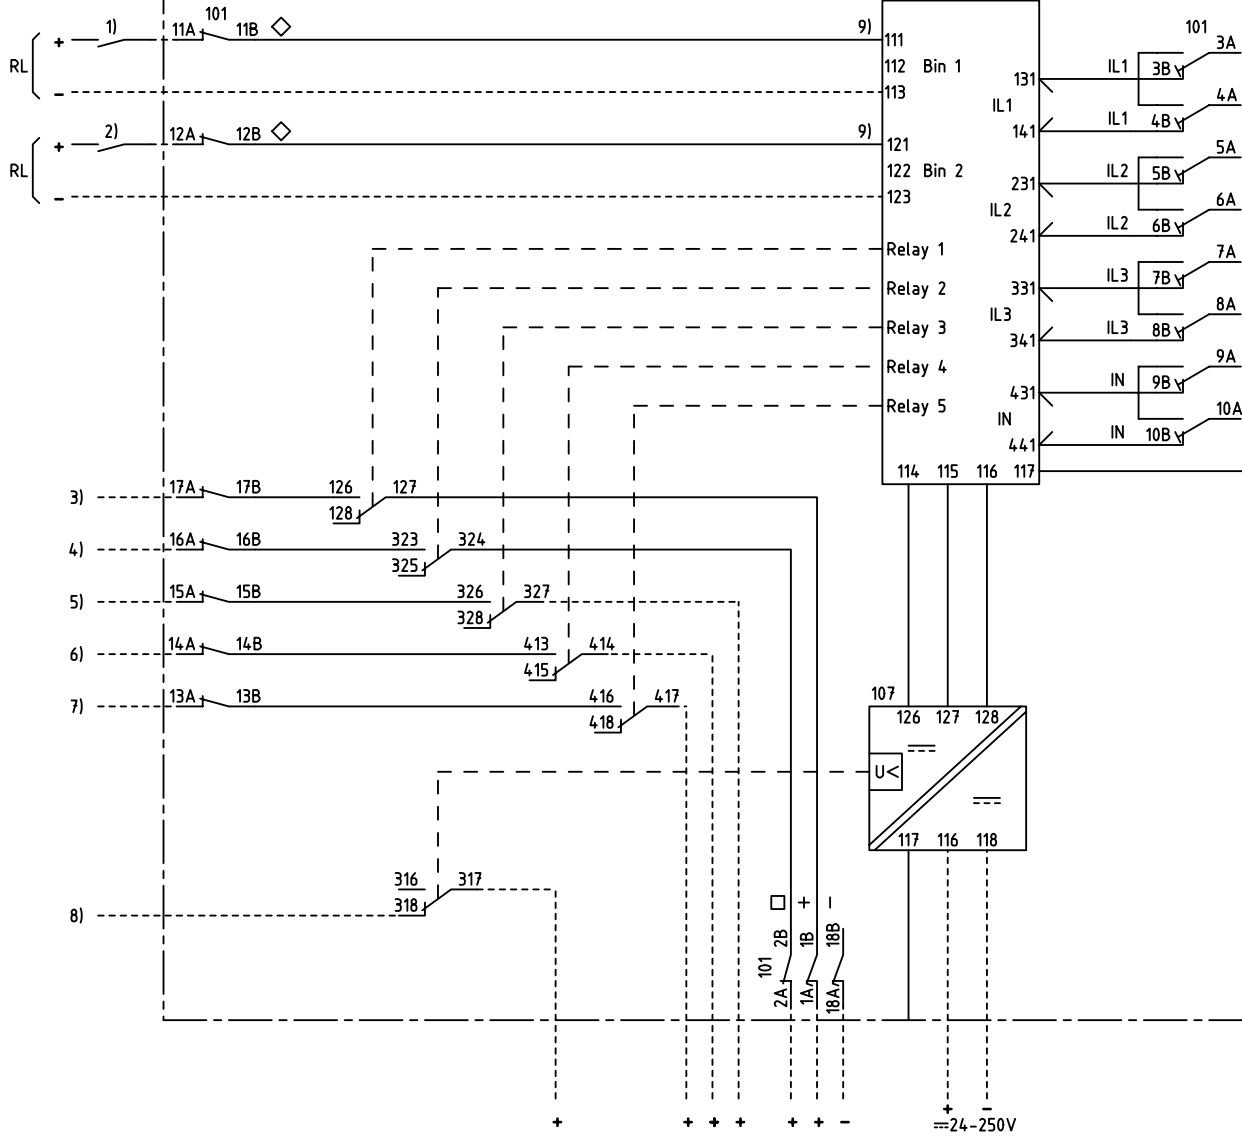 1) 11A 101 11B 9) 111 101 3A
RL + 112 Bin 1 IL1 3B
131
IL1 4A
- 113 IL1 4B
141
2) 12A 12B 9) 121 5A
RL + 122 Bin 2 IL2 5B
231
IL2 6A
- 123 IL2 6B
241
Relay 1 7A
IL3 7B
Relay 2 331
IL3 8A
Relay 3 IL3 8B
341
Relay 4 9A
IN 9B
431
Relay 5 IN 10A
IN 10B
441
114 115 116 117
3) 17A 17B 126 127
128
4) 16A 16B 323 324
325
5) 15A 15B 326 327
328
6) 14A 14B 413 414
415
7) 13A 13B 416 417
418
107
126 127 128
U<
117 116 118
316 317
8) 318
+ -
2B 1B 18B
101
2A 1A 18A
+ + + + + + -
+ -
24-250V